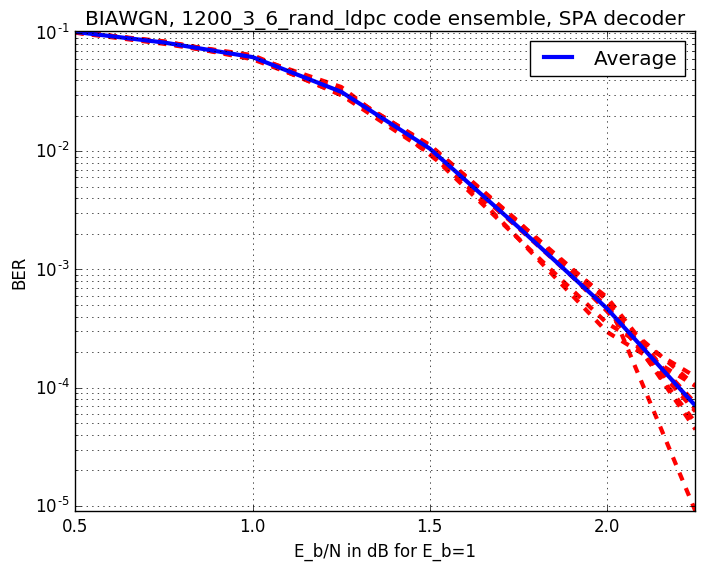 BIAWGN, 1200_3_6_rand_ldpc code ensemble, SPA decoder
Average
10^-1
10^-2
10^-3
10^-4
10^-5
BER
0.5 1.0 1.5 2.0
E_b/N in dB for E_b=1